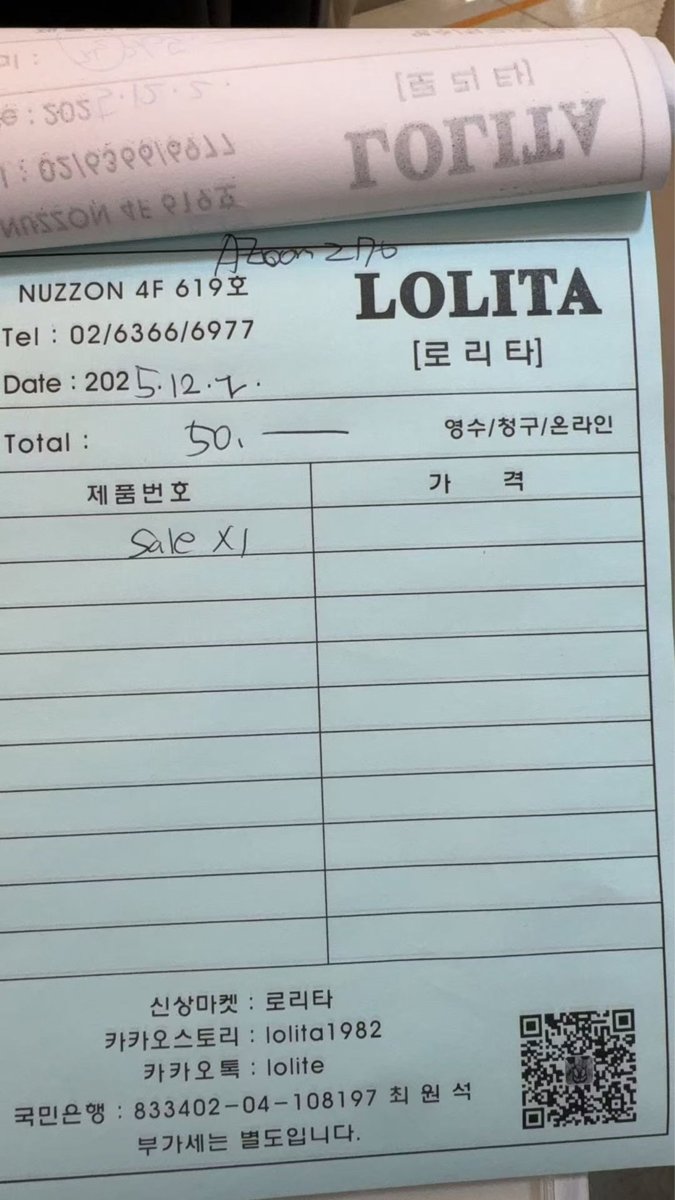 NUZZON 4F 619호
LOLITA
Tel : 02/6366/6977
[로리타]
Date : 2025.12.2.
Total : 50.
영수/청구/온라인
제품번호
가 격
Sale X1
신상마켓 : 로리타
카카오스토리 : lolita1982
카카오톡 : lolite
국민은행 : 833402-04-108197 최원석
부가세는 별도입니다.